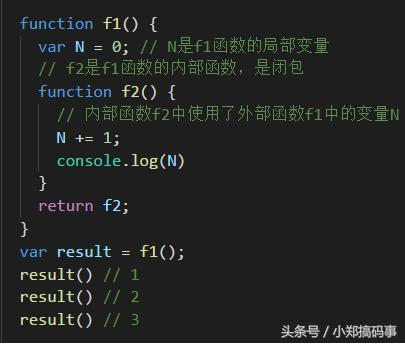 function f1() {
  var N = 0; // N是f1函数的局部变量
  // f2是f1函数的内部函数，是闭包
  function f2() {
    // 内部函数f2中使用了外部函数f1中的变量N
    N += 1;
    console.log(N)
  }
  return f2;
}
var result = f1();
result() // 1
result() // 2
result() // 3
头条号 / 小郑搞码事